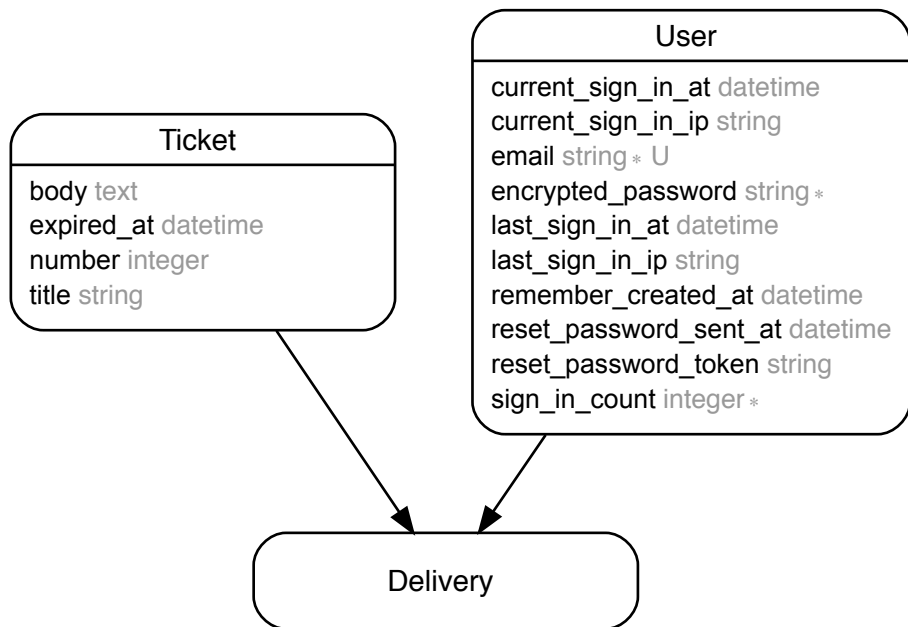 Ticket
body text
expired_at datetime
number integer
title string
User
current_sign_in_at datetime
current_sign_in_ip string
email string ∗ U
encrypted_password string ∗
last_sign_in_at datetime
last_sign_in_ip string
remember_created_at datetime
reset_password_sent_at datetime
reset_password_token string
sign_in_count integer ∗
Delivery